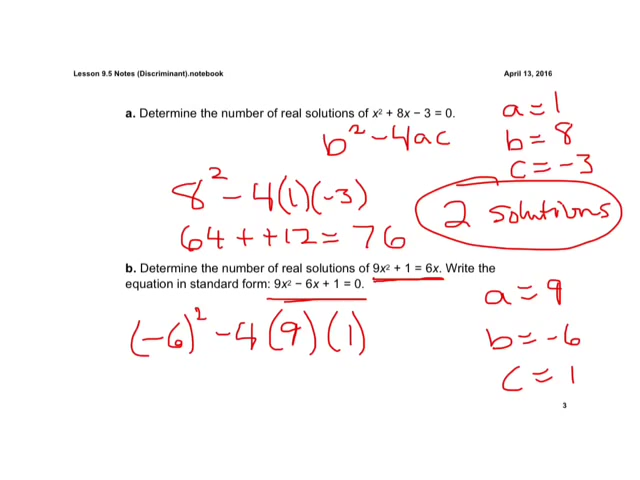 Lesson 9.5 Notes (Discriminant).notebook April 13, 2016
a. Determine the number of real solutions of x² + 8x − 3 = 0.
a = 1
b² − 4ac
b = 8
c = −3
8² − 4(1)(−3)
2 solutions
64 + +12 = 76
b. Determine the number of real solutions of 9x² + 1 = 6x. Write the
equation in standard form: 9x² − 6x + 1 = 0.
a = 9
(−6)² − 4(9)(1)
b = −6
c = 1
3